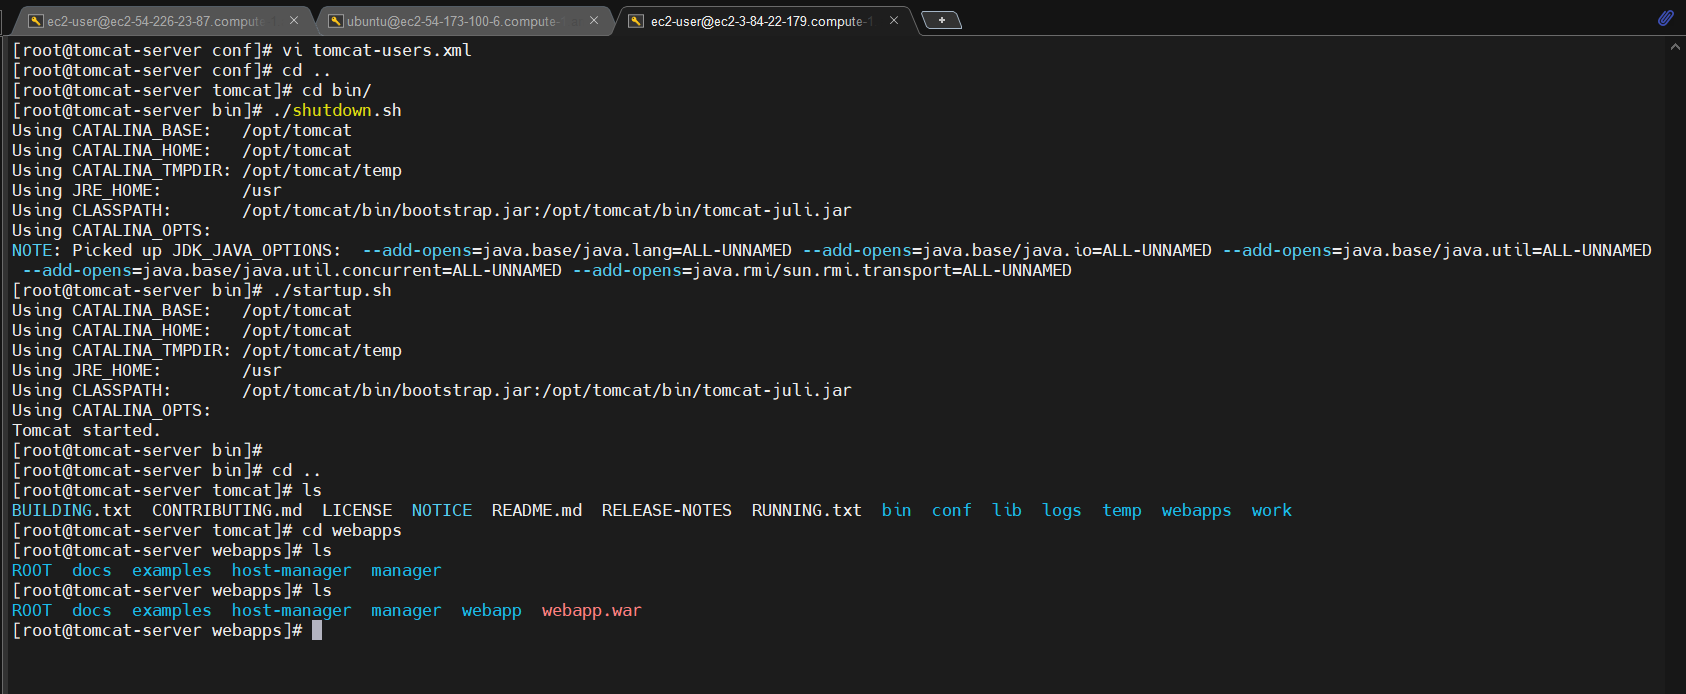 ec2-user@ec2-54-226-23-87.compute- ubuntu@ec2-54-173-100-6.compute- ec2-user@ec2-3-84-22-179.compute-
[root@tomcat-server conf]# vi tomcat-users.xml
[root@tomcat-server conf]# cd ..
[root@tomcat-server tomcat]# cd bin/
[root@tomcat-server bin]# ./shutdown.sh
Using CATALINA_BASE:   /opt/tomcat
Using CATALINA_HOME:   /opt/tomcat
Using CATALINA_TMPDIR: /opt/tomcat/temp
Using JRE_HOME:        /usr
Using CLASSPATH:       /opt/tomcat/bin/bootstrap.jar:/opt/tomcat/bin/tomcat-juli.jar
Using CATALINA_OPTS:
NOTE: Picked up JDK_JAVA_OPTIONS:  --add-opens=java.base/java.lang=ALL-UNNAMED --add-opens=java.base/java.io=ALL-UNNAMED --add-opens=java.base/java.util=ALL-UNNAMED
 --add-opens=java.base/java.util.concurrent=ALL-UNNAMED --add-opens=java.rmi/sun.rmi.transport=ALL-UNNAMED
[root@tomcat-server bin]# ./startup.sh
Using CATALINA_BASE:   /opt/tomcat
Using CATALINA_HOME:   /opt/tomcat
Using CATALINA_TMPDIR: /opt/tomcat/temp
Using JRE_HOME:        /usr
Using CLASSPATH:       /opt/tomcat/bin/bootstrap.jar:/opt/tomcat/bin/tomcat-juli.jar
Using CATALINA_OPTS:
Tomcat started.
[root@tomcat-server bin]#
[root@tomcat-server bin]# cd ..
[root@tomcat-server tomcat]# ls
BUILDING.txt  CONTRIBUTING.md  LICENSE  NOTICE  README.md  RELEASE-NOTES  RUNNING.txt  bin  conf  lib  logs  temp  webapps  work
[root@tomcat-server tomcat]# cd webapps
[root@tomcat-server webapps]# ls
ROOT  docs  examples  host-manager  manager
[root@tomcat-server webapps]# ls
ROOT  docs  examples  host-manager  manager  webapp  webapp.war
[root@tomcat-server webapps]#